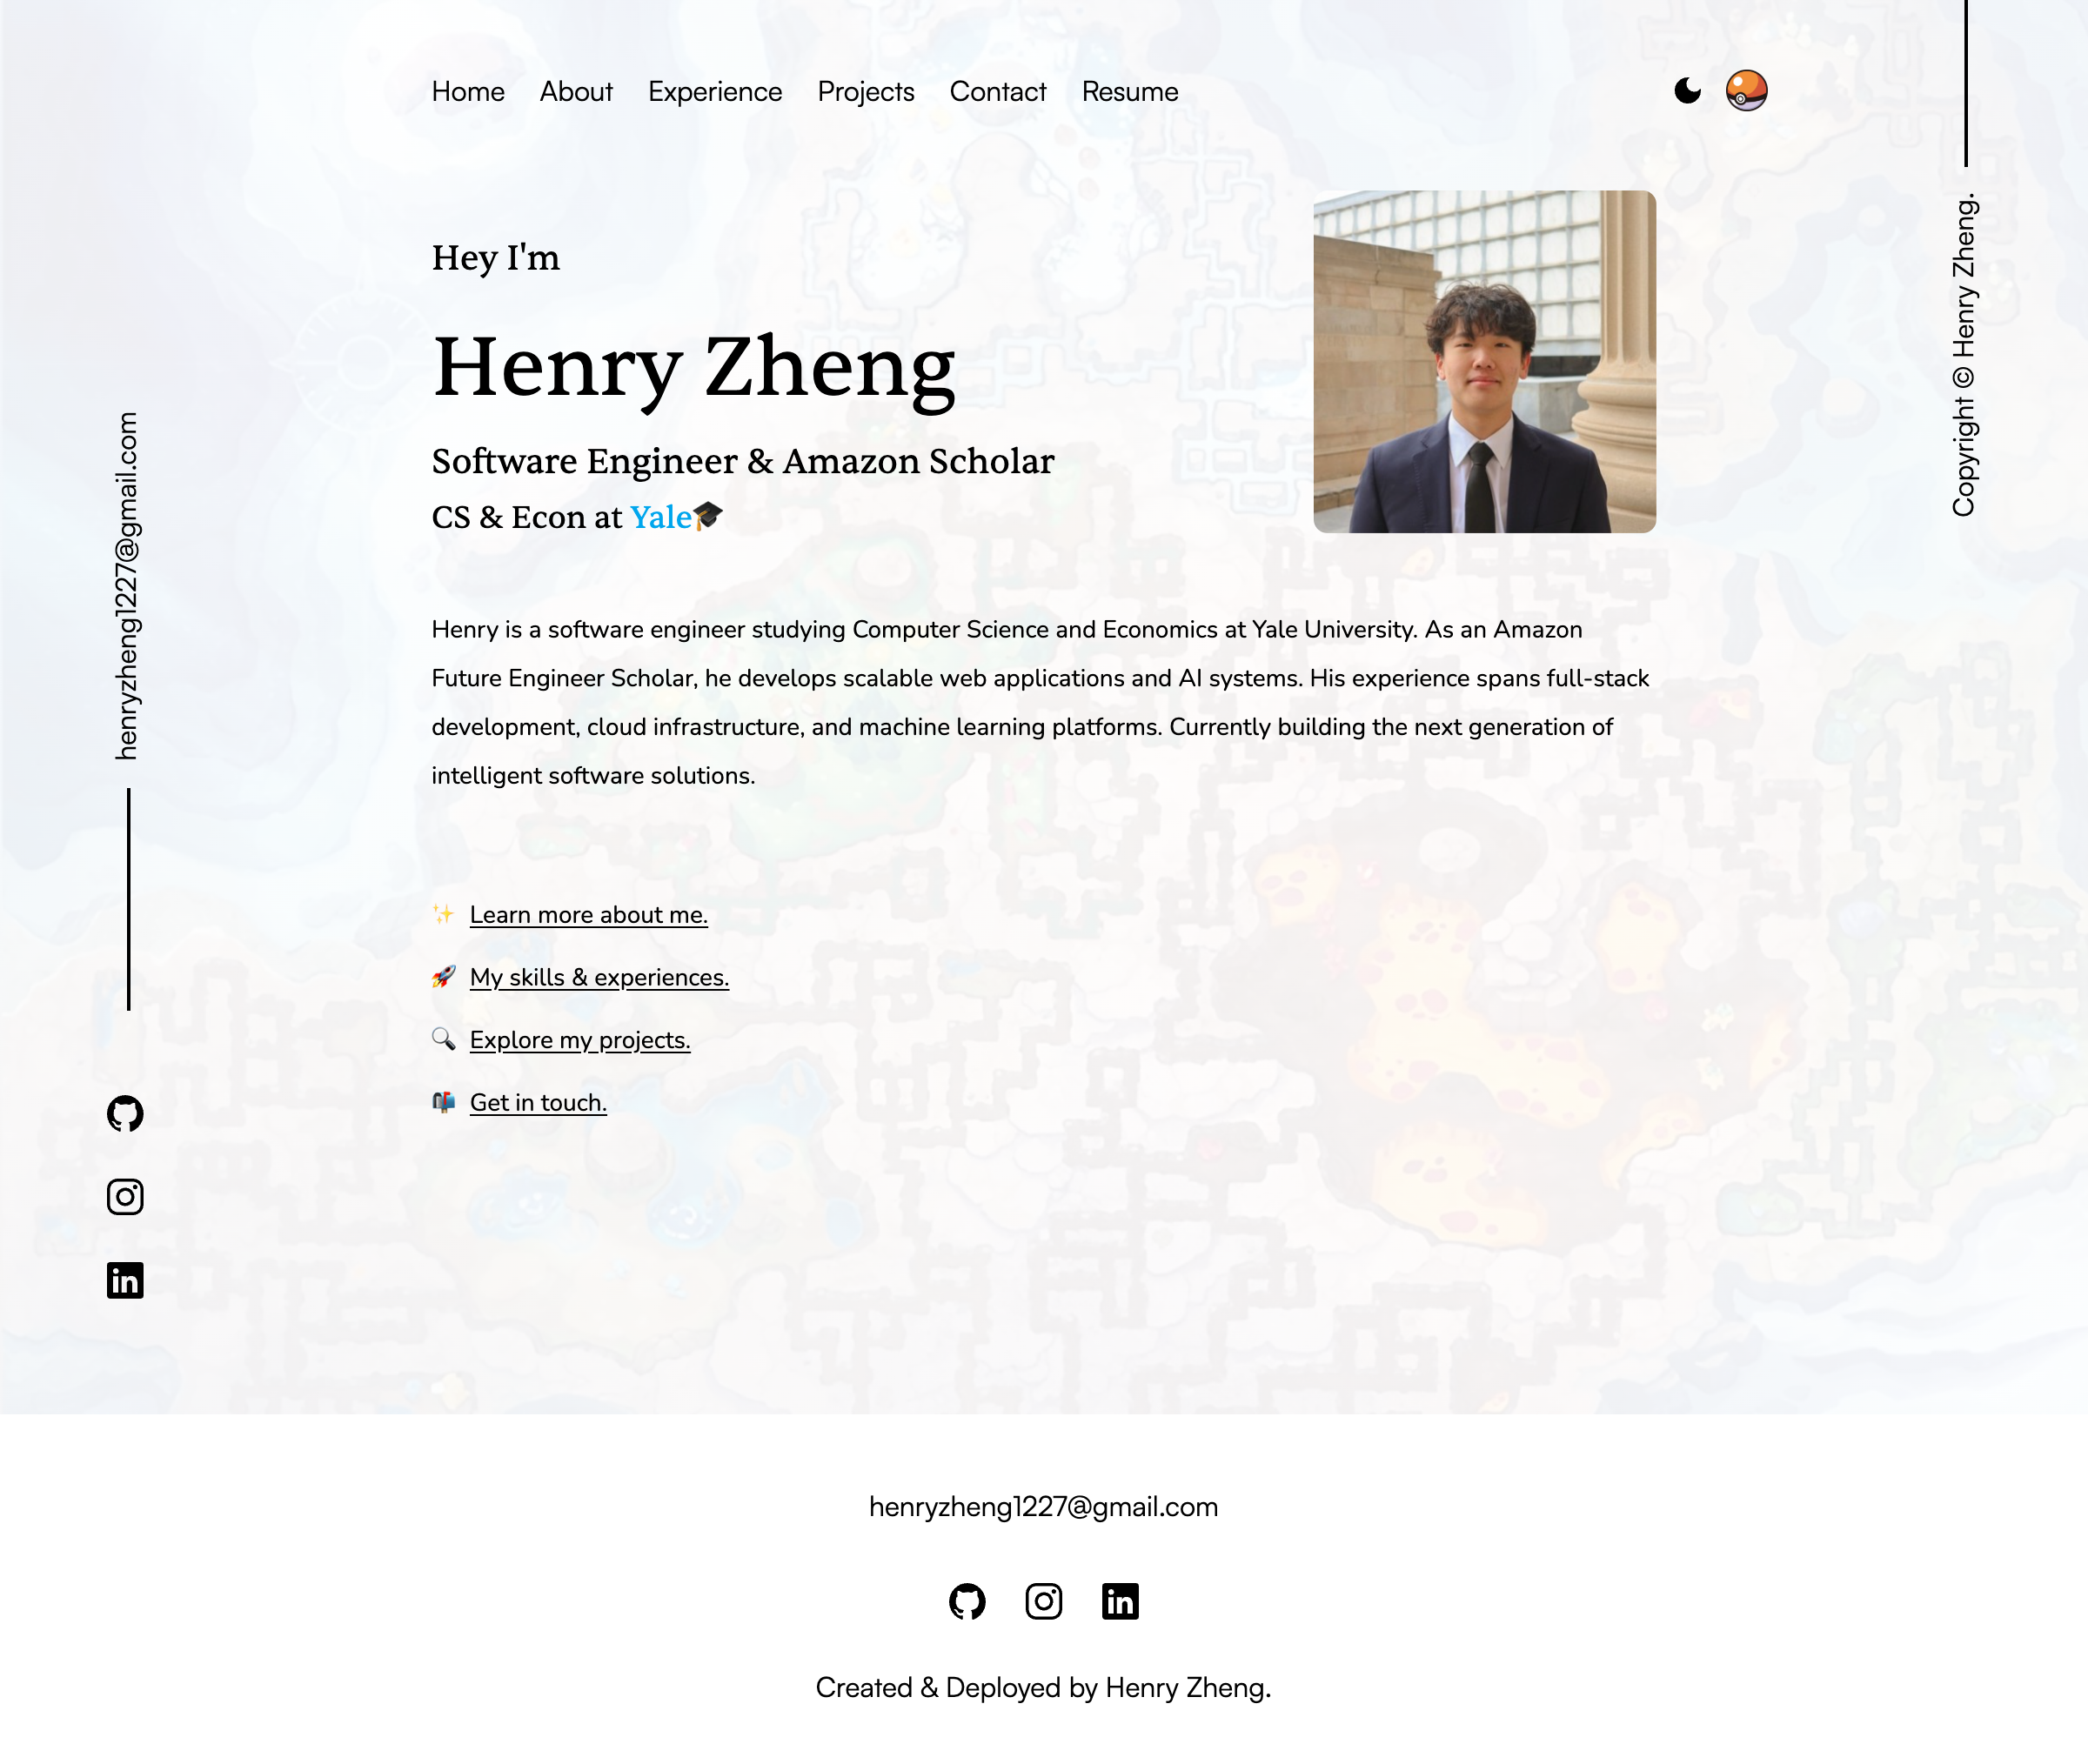 Home About Experience Projects Contact Resume
Copyright © Henry Zheng.
Hey I'm
Henry Zheng
Software Engineer & Amazon Scholar
CS & Econ at Yale🎓
henryzheng1227@gmail.com
Henry is a software engineer studying Computer Science and Economics at Yale University. As an Amazon
Future Engineer Scholar, he develops scalable web applications and AI systems. His experience spans full-stack
development, cloud infrastructure, and machine learning platforms. Currently building the next generation of
intelligent software solutions.
✨ Learn more about me.
🚀 My skills & experiences.
🔍 Explore my projects.
📬 Get in touch.
in
henryzheng1227@gmail.com
in
Created & Deployed by Henry Zheng.